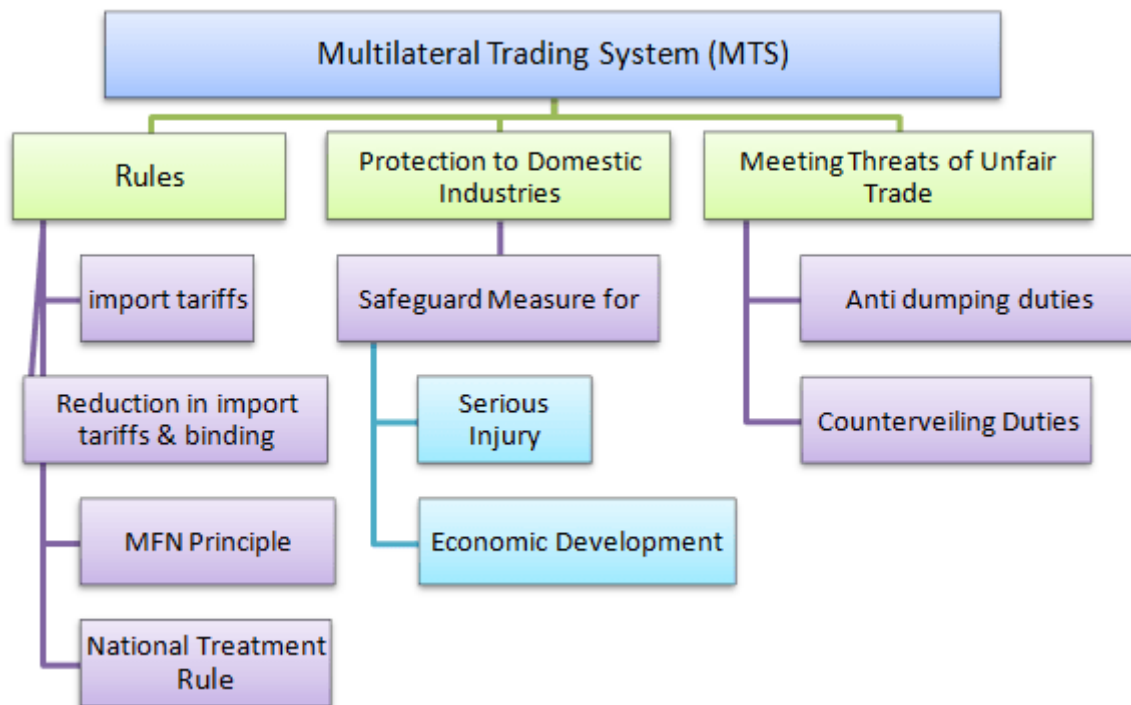 Multilateral Trading System (MTS)
Rules
Protection to Domestic
Industries
Meeting Threats of Unfair
Trade
import tariffs
Reduction in import
tariffs & binding
MFN Principle
National Treatment
Rule
Safeguard Measure for
Serious
Injury
Economic Development
Anti dumping duties
Counterveiling Duties